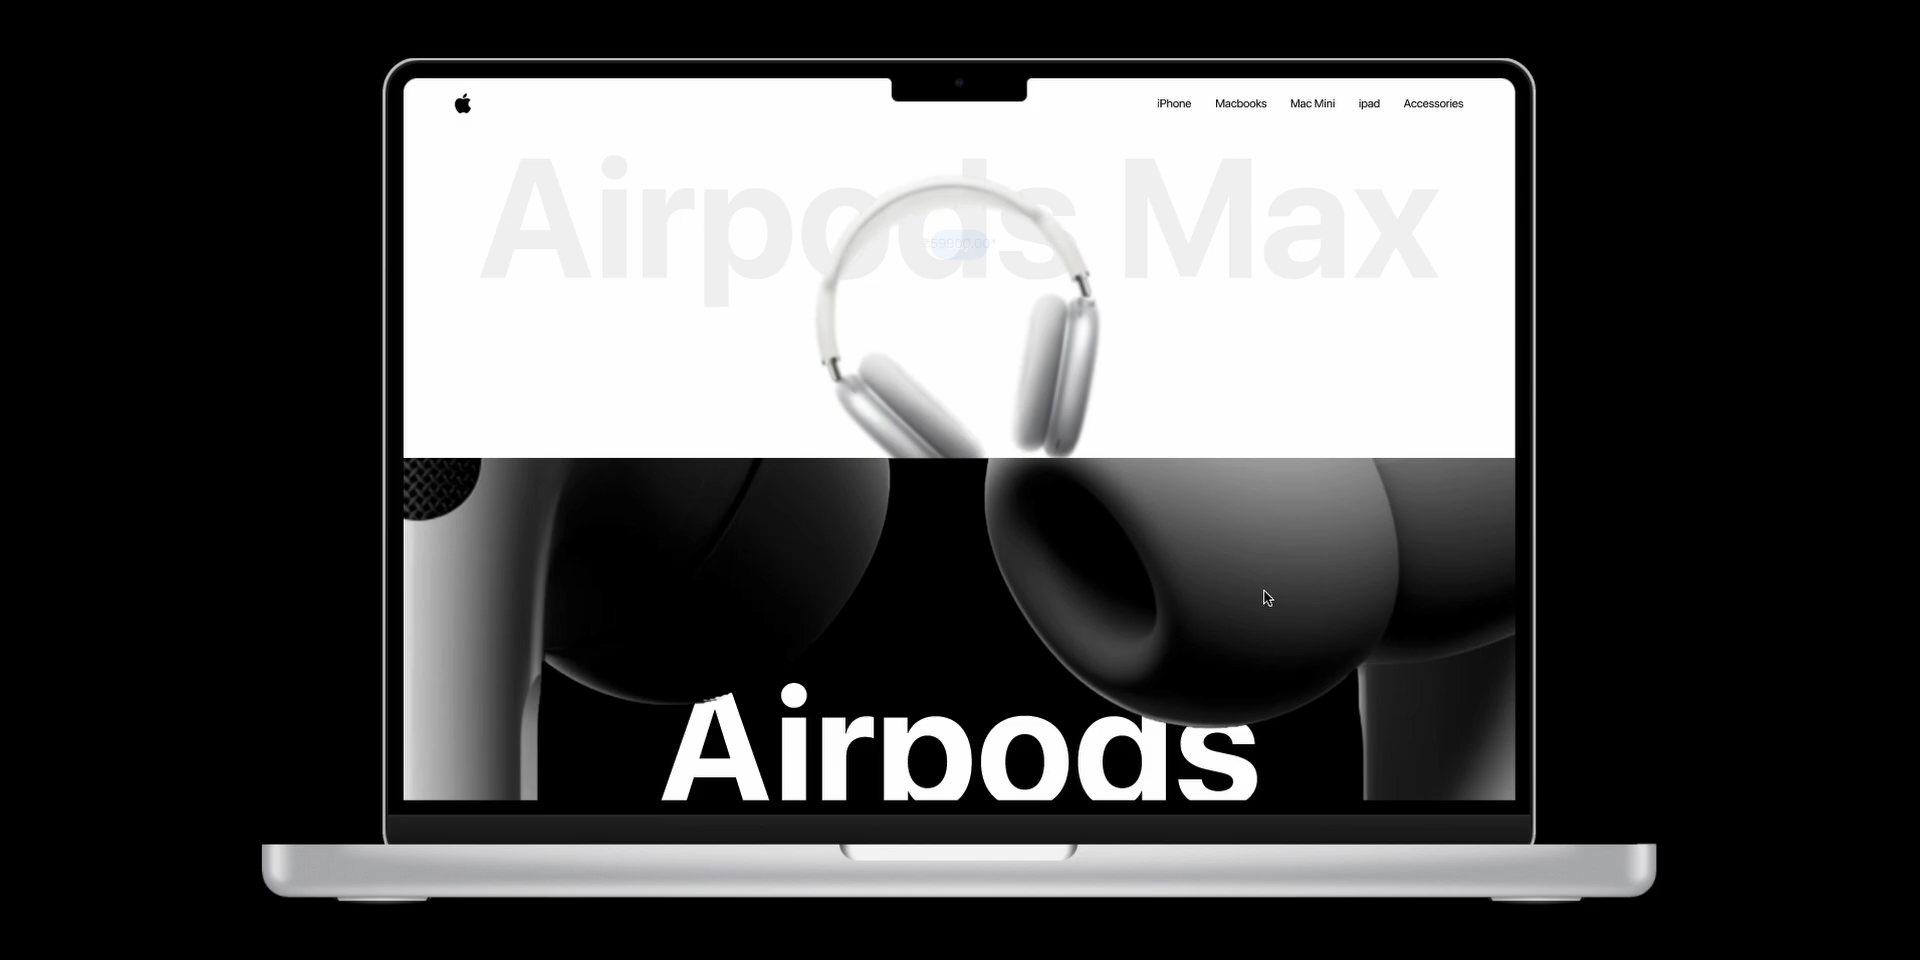 iPhone Macbooks Mac Mini ipad Accessories
Airpods Max
Airpods